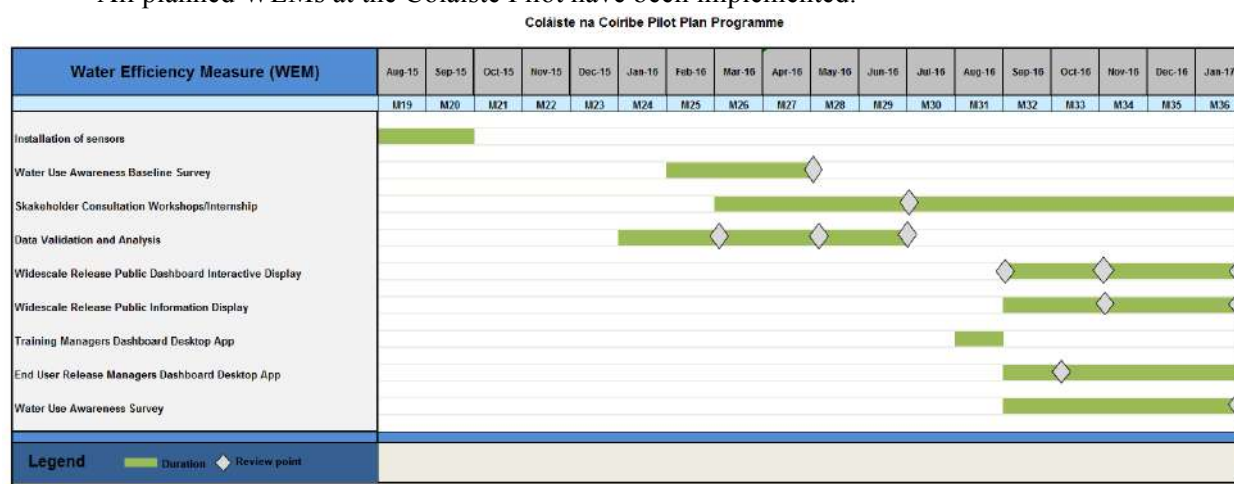 All planned WEMs at the Coláiste Pilot have been implemented.
Coláiste na Coiribe Pilot Plan Programme
Water Efficiency Measure (WEM) Aug-15 Sep-15 Oct-15 Nov-15 Dec-15 Jan-16 Feb-16 Mar-16 Apr-16 May-16 Jun-16 Jul-16 Aug-16 Sep-16 Oct-16 Nov-16 Dec-16 Jan-17
M19 M20 M21 M22 M23 M24 M25 M26 M27 M28 M29 M30 M31 M32 M33 M34 M35 M36
Installation of sensors
Water Use Awareness Baseline Survey
Skakeholder Consultation Workshops/Internship
Data Validation and Analysis
Widescale Release Public Dashboard Interactive Display
Widescale Release Public Information Display
Training Managers Dashboard Desktop App
End User Release Managers Dashboard Desktop App
Water Use Awareness Survey
Legend Duration Review point